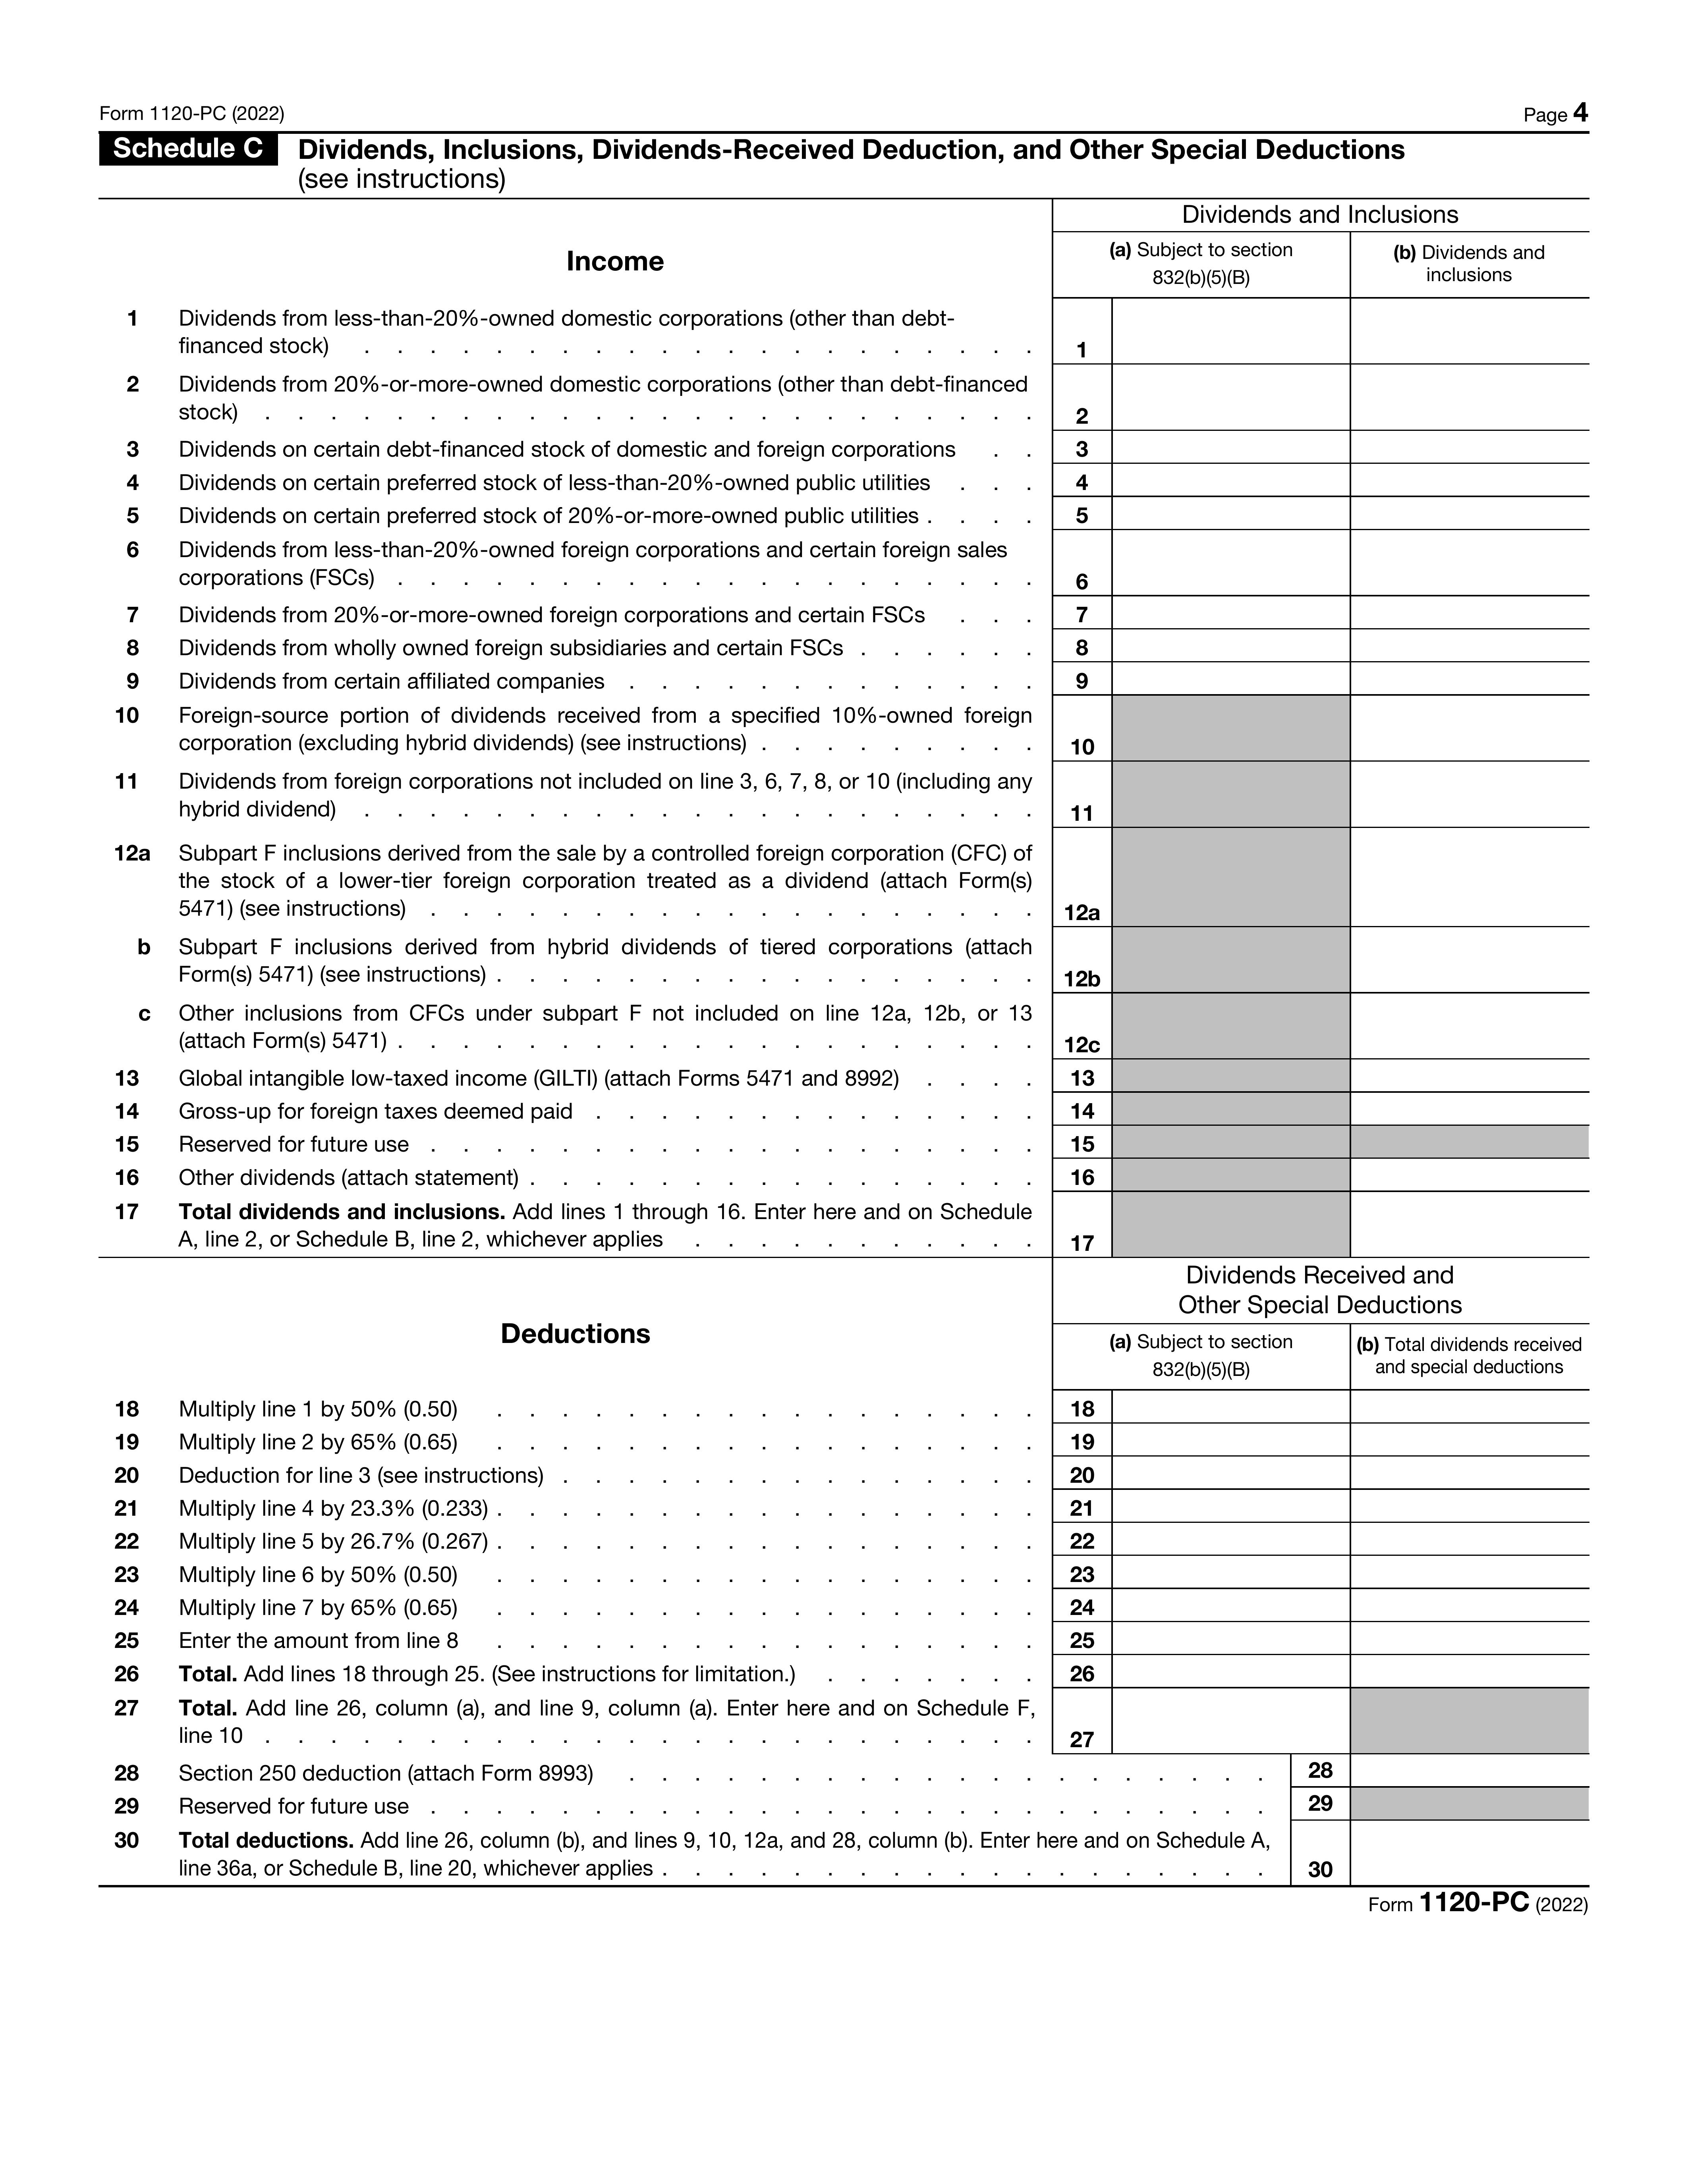 Form 1120-PC (2022)
Page 4
Schedule C Dividends, Inclusions, Dividends-Received Deduction, and Other Special Deductions
(see instructions)
Income
Dividends and Inclusions
(a) Subject to section
832(b)(5)(B)
(b) Dividends and
inclusions
1 Dividends from less-than-20%-owned domestic corporations (other than debt-
financed stock) . . . . . . . . . . . . . . . . . . . . . 1
2 Dividends from 20%-or-more-owned domestic corporations (other than debt-financed
stock) . . . . . . . . . . . . . . . . . . . . . . . . 2
3 Dividends on certain debt-financed stock of domestic and foreign corporations . . 3
4 Dividends on certain preferred stock of less-than-20%-owned public utilities . . . 4
5 Dividends on certain preferred stock of 20%-or-more-owned public utilities . . . . 5
6 Dividends from less-than-20%-owned foreign corporations and certain foreign sales
corporations (FSCs) . . . . . . . . . . . . . . . . . . . . 6
7 Dividends from 20%-or-more-owned foreign corporations and certain FSCs . . . 7
8 Dividends from wholly owned foreign subsidiaries and certain FSCs . . . . . . 8
9 Dividends from certain affiliated companies . . . . . . . . . . . . . 9
10 Foreign-source portion of dividends received from a specified 10%-owned foreign
corporation (excluding hybrid dividends) (see instructions) . . . . . . . . . 10
11 Dividends from foreign corporations not included on line 3, 6, 7, 8, or 10 (including any
hybrid dividend) . . . . . . . . . . . . . . . . . . . . . 11
12a Subpart F inclusions derived from the sale by a controlled foreign corporation (CFC) of
the stock of a lower-tier foreign corporation treated as a dividend (attach Form(s)
5471) (see instructions) . . . . . . . . . . . . . . . . . . . 12a
b Subpart F inclusions derived from hybrid dividends of tiered corporations (attach
Form(s) 5471) (see instructions) . . . . . . . . . . . . . . . . . 12b
c Other inclusions from CFCs under subpart F not included on line 12a, 12b, or 13
(attach Form(s) 5471) . . . . . . . . . . . . . . . . . . . . 12c
13 Global intangible low-taxed income (GILTI) (attach Forms 5471 and 8992) . . . . 13
14 Gross-up for foreign taxes deemed paid . . . . . . . . . . . . . . 14
15 Reserved for future use . . . . . . . . . . . . . . . . . . . 15
16 Other dividends (attach statement) . . . . . . . . . . . . . . . . 16
17 Total dividends and inclusions. Add lines 1 through 16. Enter here and on Schedule
A, line 2, or Schedule B, line 2, whichever applies . . . . . . . . . . . 17
Deductions
Dividends Received and
Other Special Deductions
(a) Subject to section
832(b)(5)(B)
(b) Total dividends received
and special deductions
18 Multiply line 1 by 50% (0.50) . . . . . . . . . . . . . . . . . 18
19 Multiply line 2 by 65% (0.65) . . . . . . . . . . . . . . . . . 19
20 Deduction for line 3 (see instructions) . . . . . . . . . . . . . . . 20
21 Multiply line 4 by 23.3% (0.233) . . . . . . . . . . . . . . . . . 21
22 Multiply line 5 by 26.7% (0.267) . . . . . . . . . . . . . . . . . 22
23 Multiply line 6 by 50% (0.50) . . . . . . . . . . . . . . . . . 23
24 Multiply line 7 by 65% (0.65) . . . . . . . . . . . . . . . . . 24
25 Enter the amount from line 8 . . . . . . . . . . . . . . . . . 25
26 Total. Add lines 18 through 25. (See instructions for limitation.) . . . . . . . 26
27 Total. Add line 26, column (a), and line 9, column (a). Enter here and on Schedule F,
line 10 . . . . . . . . . . . . . . . . . . . . . . . . 27
28 Section 250 deduction (attach Form 8993) . . . . . . . . . . . . . . . . . . . . 28
29 Reserved for future use . . . . . . . . . . . . . . . . . . . . . . . . . . 29
30 Total deductions. Add line 26, column (b), and lines 9, 10, 12a, and 28, column (b). Enter here and on Schedule A,
line 36a, or Schedule B, line 20, whichever applies . . . . . . . . . . . . . . . . . . . 30
Form 1120-PC (2022)